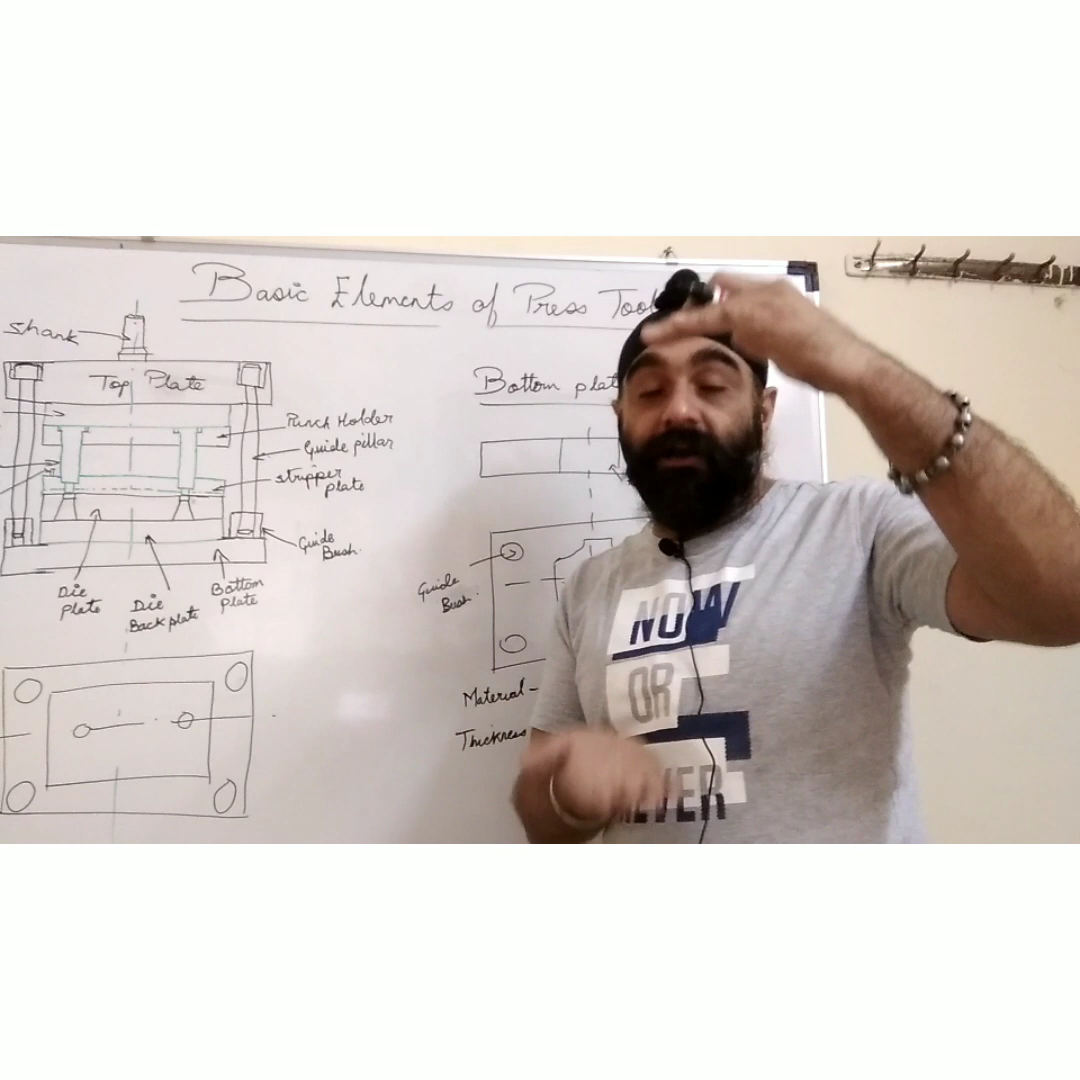 Basic Elements of Press Tool
Shank
Top Plate
Punch Holder
Guide pillar
stripper
plate
Guide
Bush.
Die
plate
Die
Back plate
Bottom
plate
Bottom plat
Guide
Bush.
Material -
Thickness
NOW
OR
NEVER